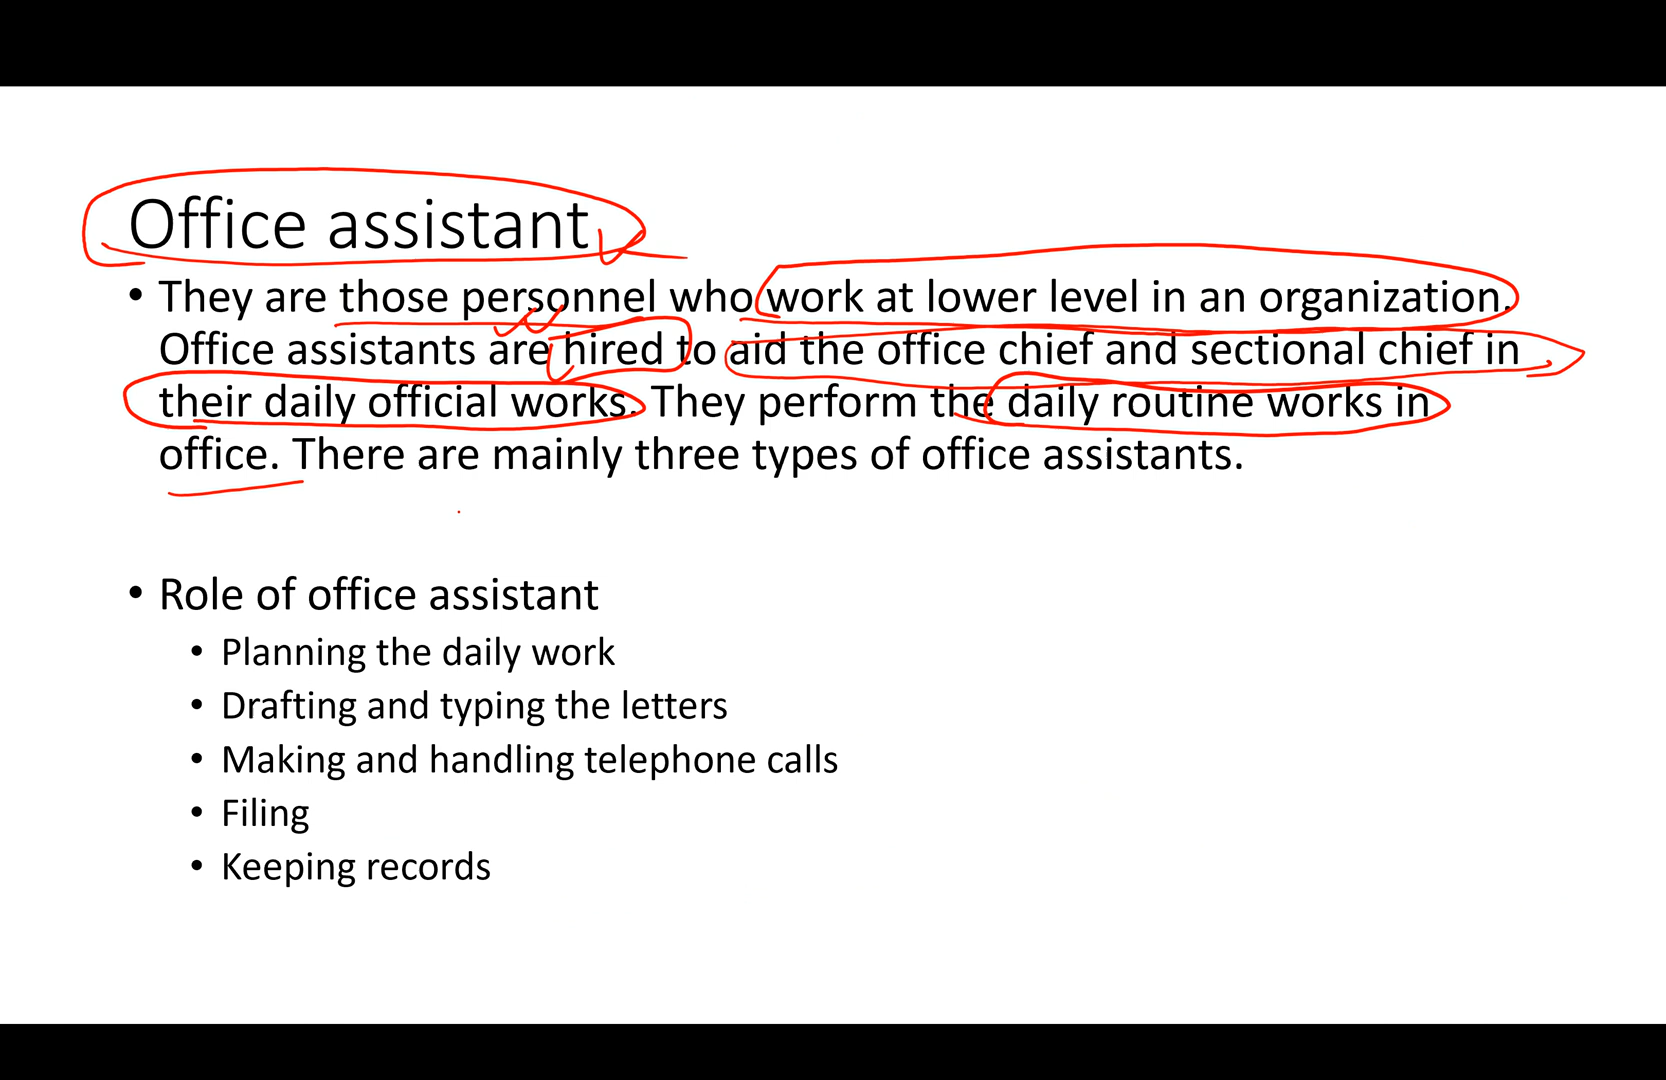 Office assistant
• They are those personnel who work at lower level in an organization.
Office assistants are hired to aid the office chief and sectional chief in
their daily official works. They perform the daily routine works in
office. There are mainly three types of office assistants.
• Role of office assistant
• Planning the daily work
• Drafting and typing the letters
• Making and handling telephone calls
• Filing
• Keeping records